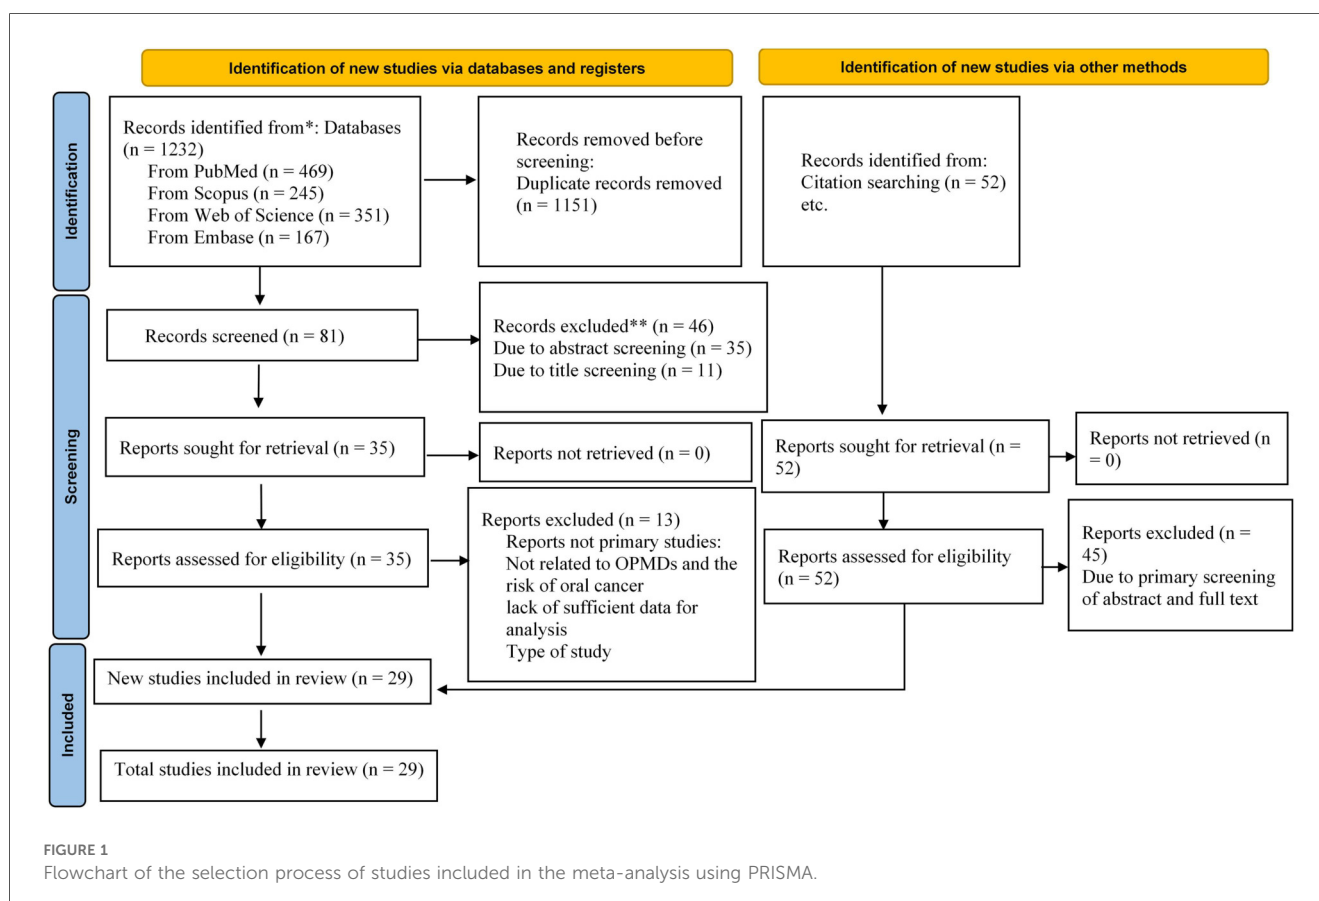 Identification of new studies via databases and registers
Identification of new studies via other methods
Identification
Records identified from*: Databases
(n = 1232)
From PubMed (n = 469)
From Scopus (n = 245)
From Web of Science (n = 351)
From Embase (n = 167)
Records removed before
screening:
Duplicate records removed
(n = 1151)
Records identified from:
Citation searching (n = 52)
etc.
Screening
Records screened (n = 81)
Records excluded** (n = 46)
Due to abstract screening (n = 35)
Due to title screening (n = 11)
Reports sought for retrieval (n = 35)
Reports not retrieved (n = 0)
Reports sought for retrieval (n =
52)
Reports not retrieved (n
= 0)
Reports assessed for eligibility (n = 35)
Reports excluded (n = 13)
Reports not primary studies:
Not related to OPMDs and the
risk of oral cancer
lack of sufficient data for
analysis
Type of study
Reports assessed for eligibility
(n = 52)
Reports excluded (n =
45)
Due to primary screening
of abstract and full text
Included
New studies included in review (n = 29)
Total studies included in review (n = 29)
FIGURE 1
Flowchart of the selection process of studies included in the meta-analysis using PRISMA.